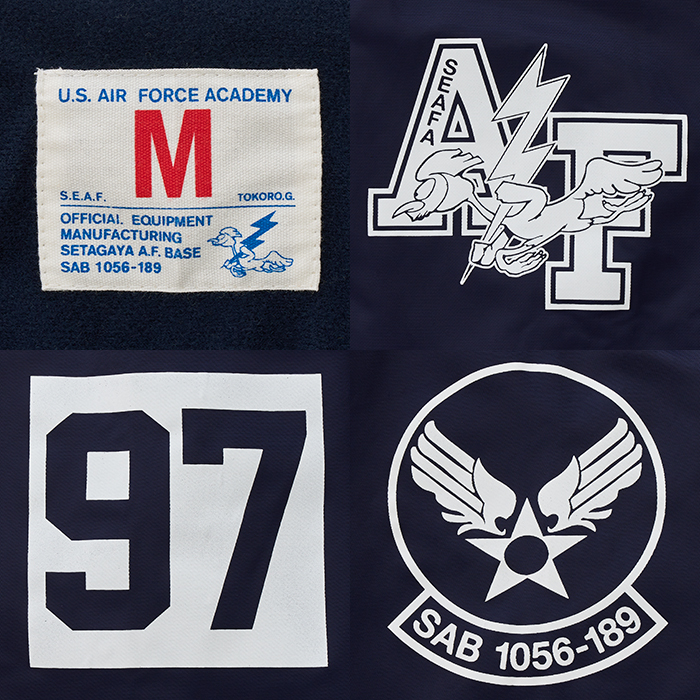 U.S. AIR FORCE ACADEMY
M
S.E.A.F. TOKORO.G.
OFFICIAL EQUIPMENT
MANUFACTURING
SETAGAYA A.F. BASE
SAB 1056-189
SEAFA
AF
97
SAB 1056-189